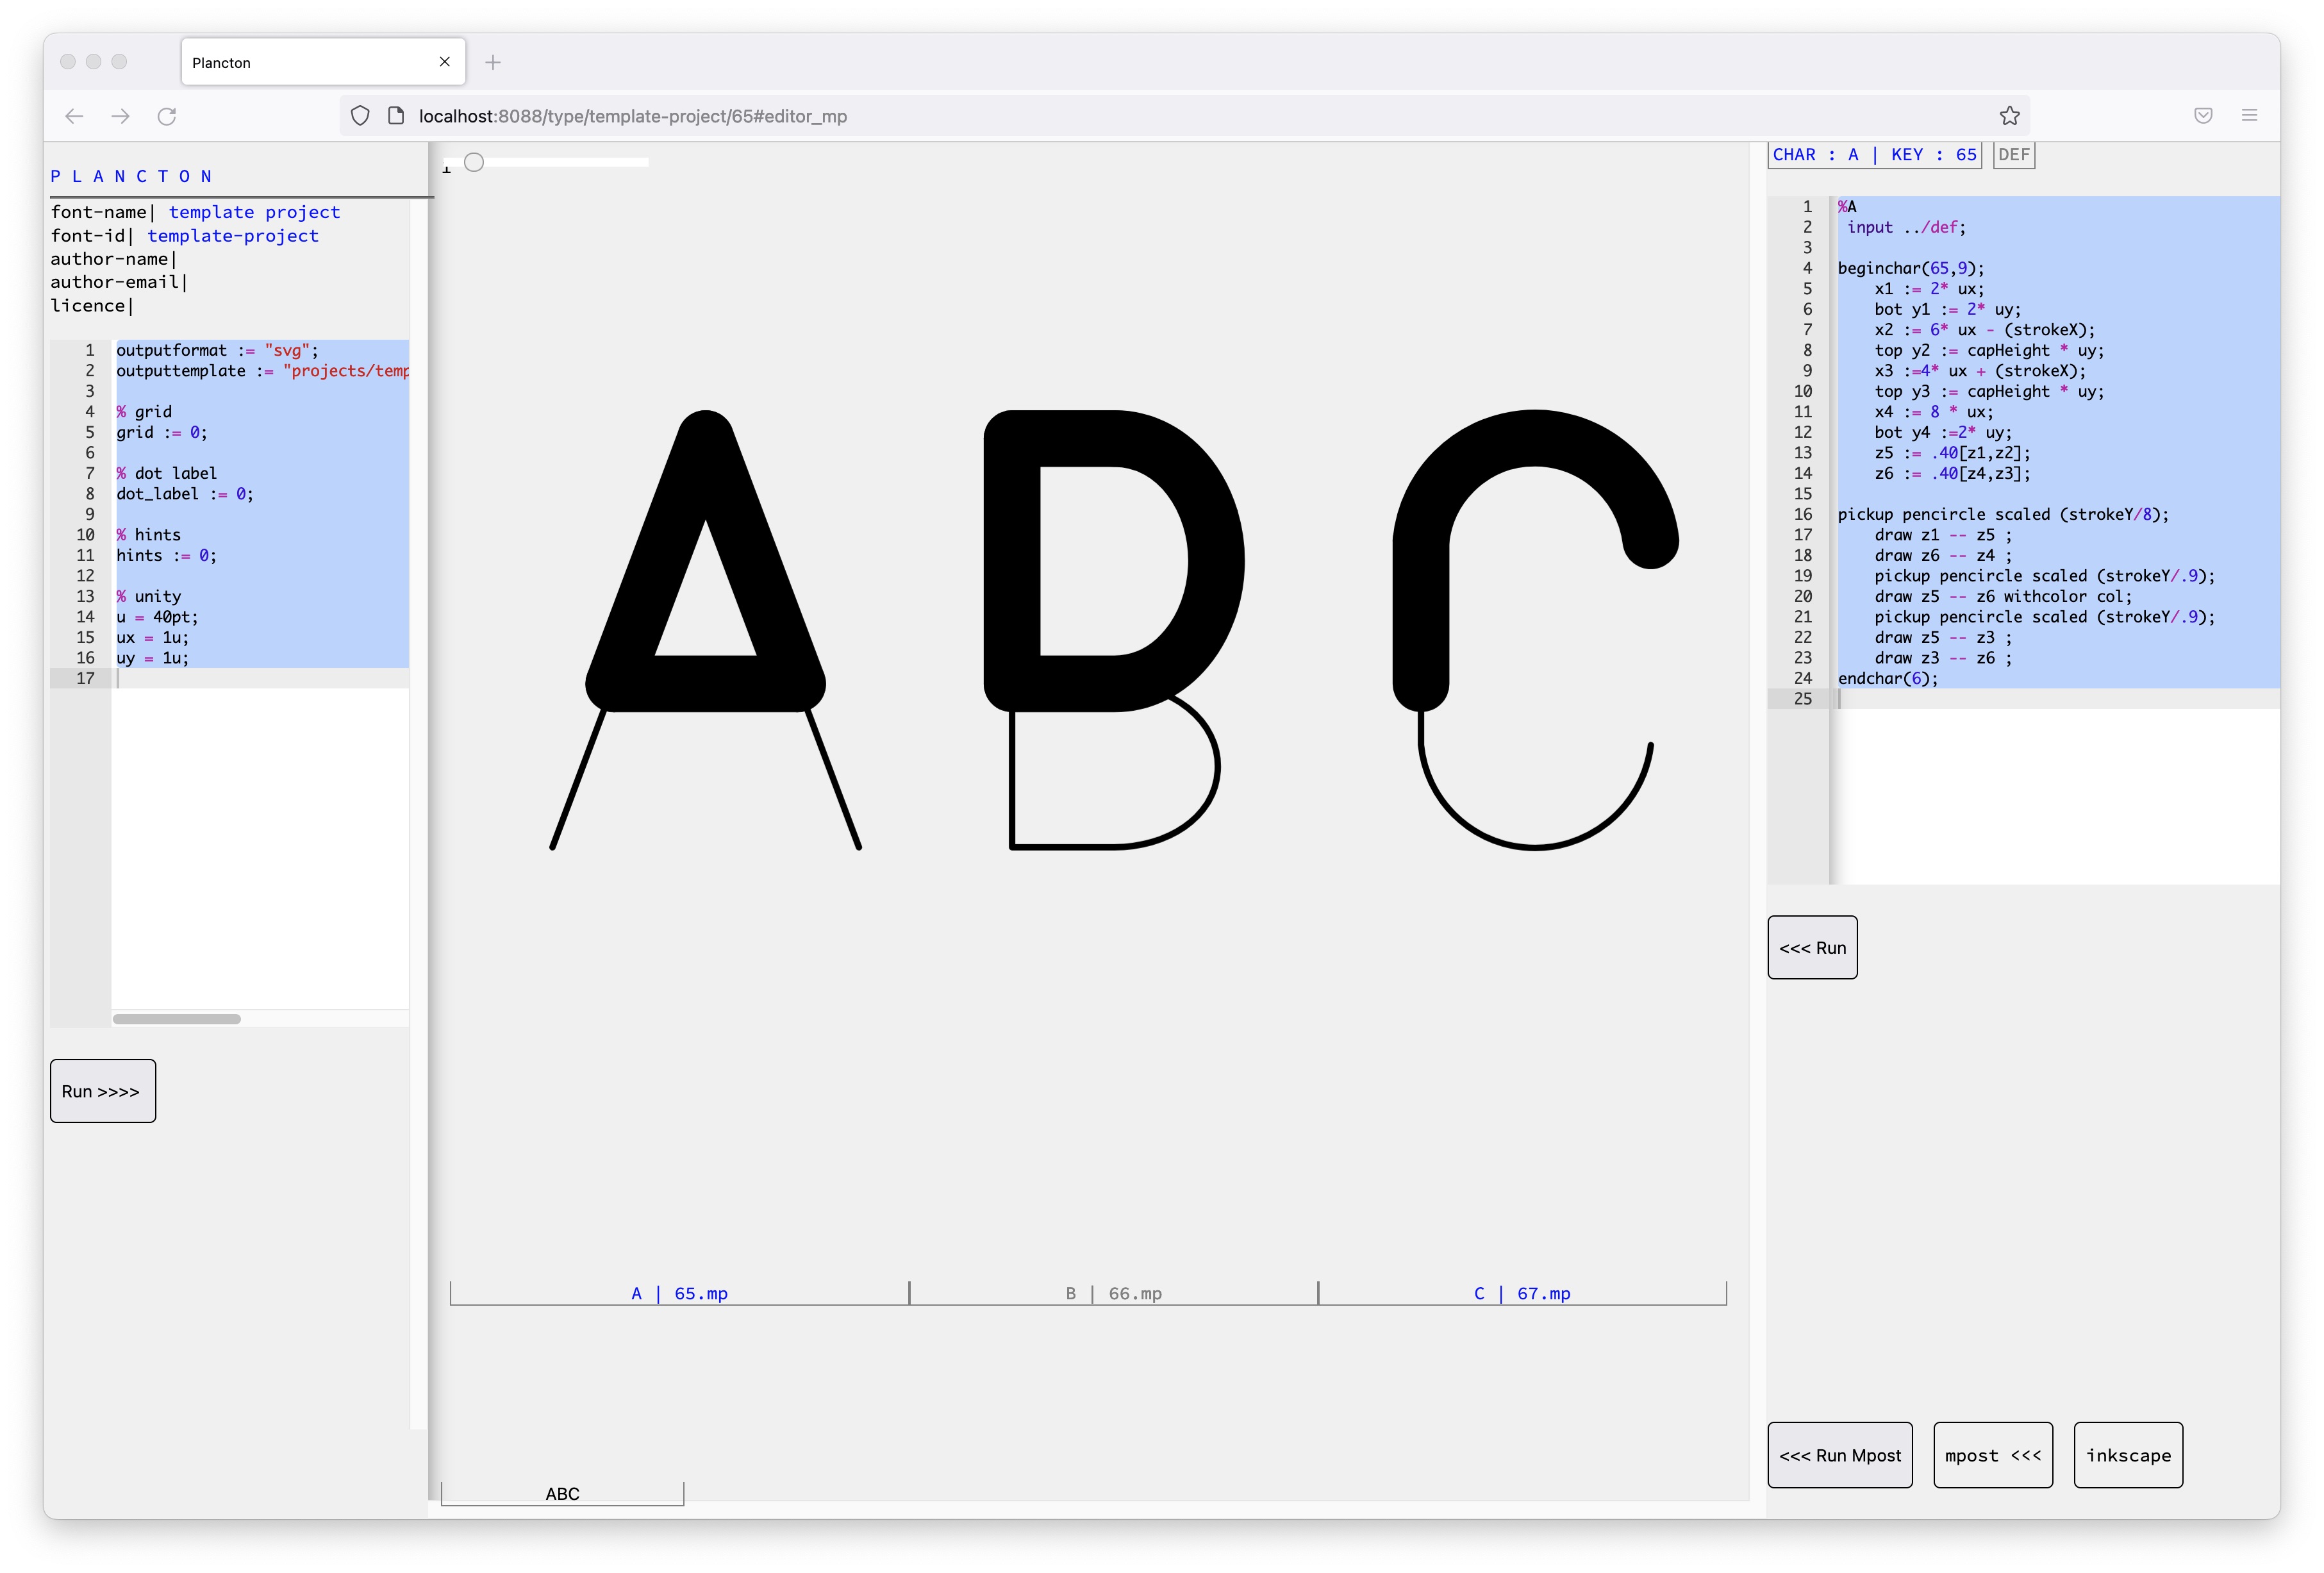 Plancton
localhost:8088/type/template-project/65#editor_mp
PLANCTON
font-name| template project
font-id| template-project
author-name|
author-email|
licence|
1 outputformat := "svg";
2 outputtemplate := "projects/temp
3
4 % grid
5 grid := 0;
6
7 % dot label
8 dot_label := 0;
9
10 % hints
11 hints := 0;
12
13 % unity
14 u = 40pt;
15 ux = 1u;
16 uy = 1u;
17
Run >>>>
1
ABC
A | 65.mp
B | 66.mp
C | 67.mp
ABC
CHAR : A | KEY : 65
DEF
1 %A
2 input ../def;
3
4 beginchar(65,9);
5 x1 := 2* ux;
6 bot y1 := 2* uy;
7 x2 := 6* ux - (strokeX);
8 top y2 := capHeight * uy;
9 x3 :=4* ux + (strokeX);
10 top y3 := capHeight * uy;
11 x4 := 8 * ux;
12 bot y4 :=2* uy;
13 z5 := .40[z1,z2];
14 z6 := .40[z4,z3];
15
16 pickup pencircle scaled (strokeY/8);
17 draw z1 -- z5 ;
18 draw z6 -- z4 ;
19 pickup pencircle scaled (strokeY/.9);
20 draw z5 -- z6 withcolor col;
21 pickup pencircle scaled (strokeY/.9);
22 draw z5 -- z3 ;
23 draw z3 -- z6 ;
24 endchar(6);
25
<<< Run
<<< Run Mpost
mpost <<<
inkscape